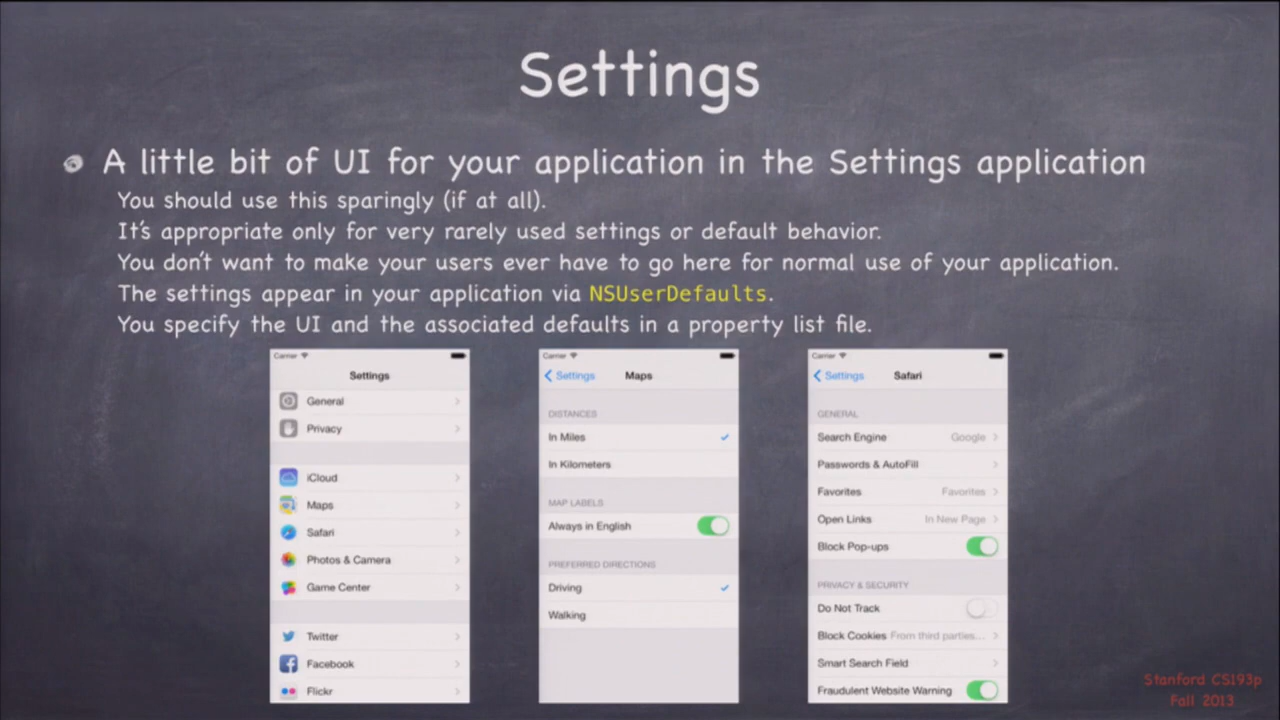 Settings
A little bit of UI for your application in the Settings application
You should use this sparingly (if at all).
It's appropriate only for very rarely used settings or default behavior.
You don't want to make your users ever have to go here for normal use of your application.
The settings appear in your application via NSUserDefaults.
You specify the UI and the associated defaults in a property list file.
Carrier
Settings
General
Privacy
iCloud
Maps
Safari
Photos & Camera
Game Center
Twitter
Facebook
Flickr
Carrier
Settings Maps
DISTANCES
In Miles
In Kilometers
MAP LABELS
Always in English
PREFERRED DIRECTIONS
Driving
Walking
Carrier
Settings Safari
GENERAL
Search Engine Google
Passwords & AutoFill
Favorites Favorites
Open Links In New Page
Block Pop-ups
PRIVACY & SECURITY
Do Not Track
Block Cookies From third parties...
Smart Search Field
Fraudulent Website Warning
Stanford CS193p
Fall 2013